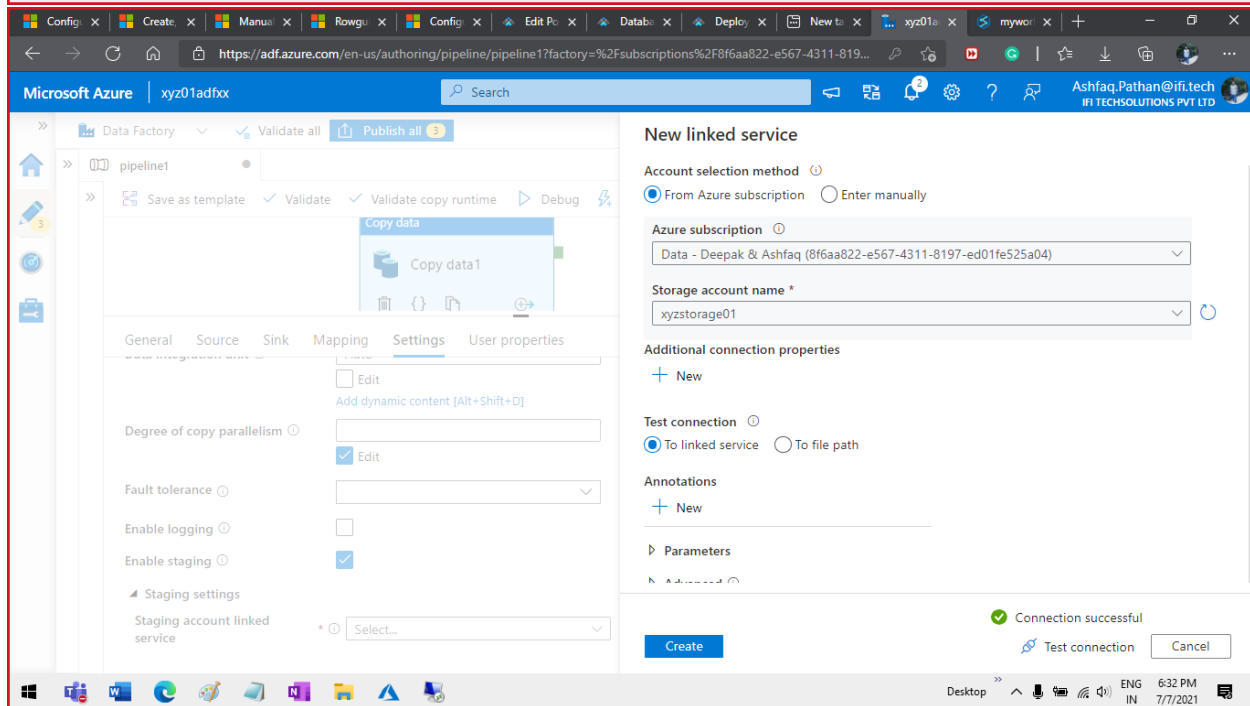 Config
Create,
Manual
Rowgu
Config
Edit Po
Databa
Deploy
New ta
xyz01a
mywor
https://adf.azure.com/en-us/authoring/pipeline/pipeline1?factory=%2Fsubscriptions%2F8f6aa822-e567-4311-819...
Microsoft Azure
xyz01adfxx
Search
2
Ashfaq.Pathan@ifi.tech
IFI TECHSOLUTIONS PVT LTD
Data Factory
Validate all
Publish all 3
pipeline1
3
Save as template
Validate
Validate copy runtime
Debug
Copy data
Copy data1
General
Source
Sink
Mapping
Settings
User properties
Data integration unit
Auto
Edit
Add dynamic content [Alt+Shift+D]
Degree of copy parallelism
Edit
Fault tolerance
Enable logging
Enable staging
Staging settings
Staging account linked
service
*
Select...
New linked service
Account selection method
From Azure subscription
Enter manually
Azure subscription
Data - Deepak & Ashfaq (8f6aa822-e567-4311-8197-ed01fe525a04)
Storage account name *
xyzstorage01
Additional connection properties
New
Test connection
To linked service
To file path
Annotations
New
Parameters
Advanced
Connection successful
Create
Test connection
Cancel
Desktop
ENG
IN
6:32 PM
7/7/2021